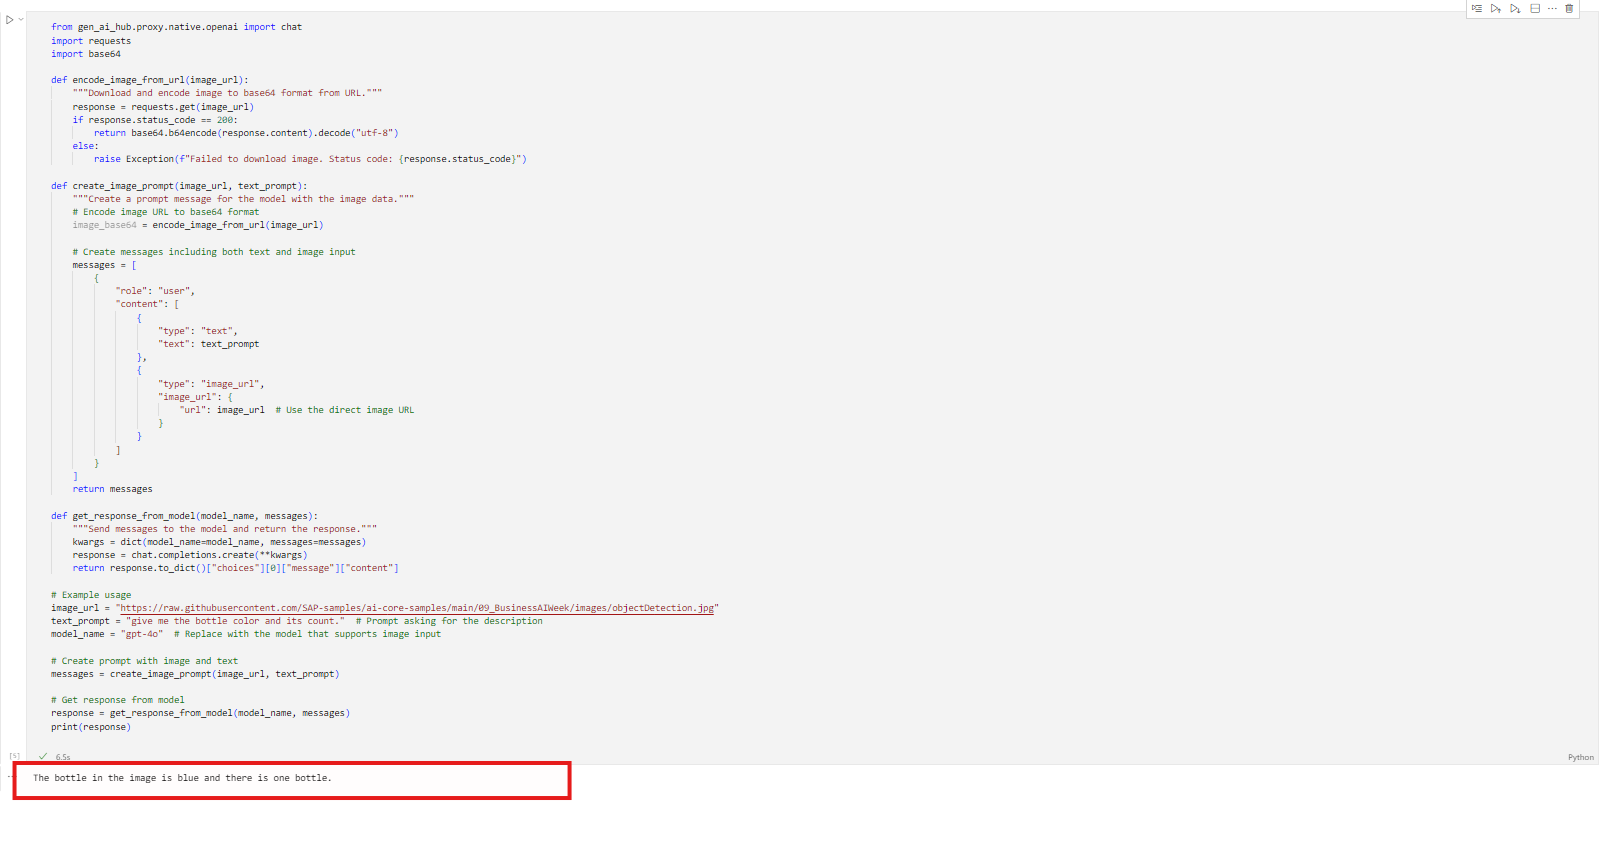 from gen_ai_hub.proxy.native.openai import chat
import requests
import base64
def encode_image_from_url(image_url):
"""Download and encode image to base64 format from URL."""
response = requests.get(image_url)
if response.status_code == 200:
return base64.b64encode(response.content).decode("utf-8")
else:
raise Exception(f"Failed to download image. Status code: {response.status_code}")
def create_image_prompt(image_url, text_prompt):
"""Create a prompt message for the model with the image data."""
# Encode image URL to base64 format
image_base64 = encode_image_from_url(image_url)
# Create messages including both text and image input
messages = [
{
"role": "user",
"content": [
{
"type": "text",
"text": text_prompt
},
{
"type": "image_url",
"image_url": {
"url": image_url  # Use the direct image URL
}
}
]
}
]
return messages
def get_response_from_model(model_name, messages):
"""Send messages to the model and return the response."""
kwargs = dict(model_name=model_name, messages=messages)
response = chat.completions.create(**kwargs)
return response.to_dict()["choices"][0]["message"]["content"]
# Example usage
image_url = "https://raw.githubusercontent.com/SAP-samples/ai-core-samples/main/09_BusinessAIWeek/images/objectDetection.jpg"
text_prompt = "give me the bottle color and its count."  # Prompt asking for the description
model_name = "gpt-4o"  # Replace with the model that supports image input
# Create prompt with image and text
messages = create_image_prompt(image_url, text_prompt)
# Get response from model
response = get_response_from_model(model_name, messages)
print(response)
[5] 6.5s Python
The bottle in the image is blue and there is one bottle.